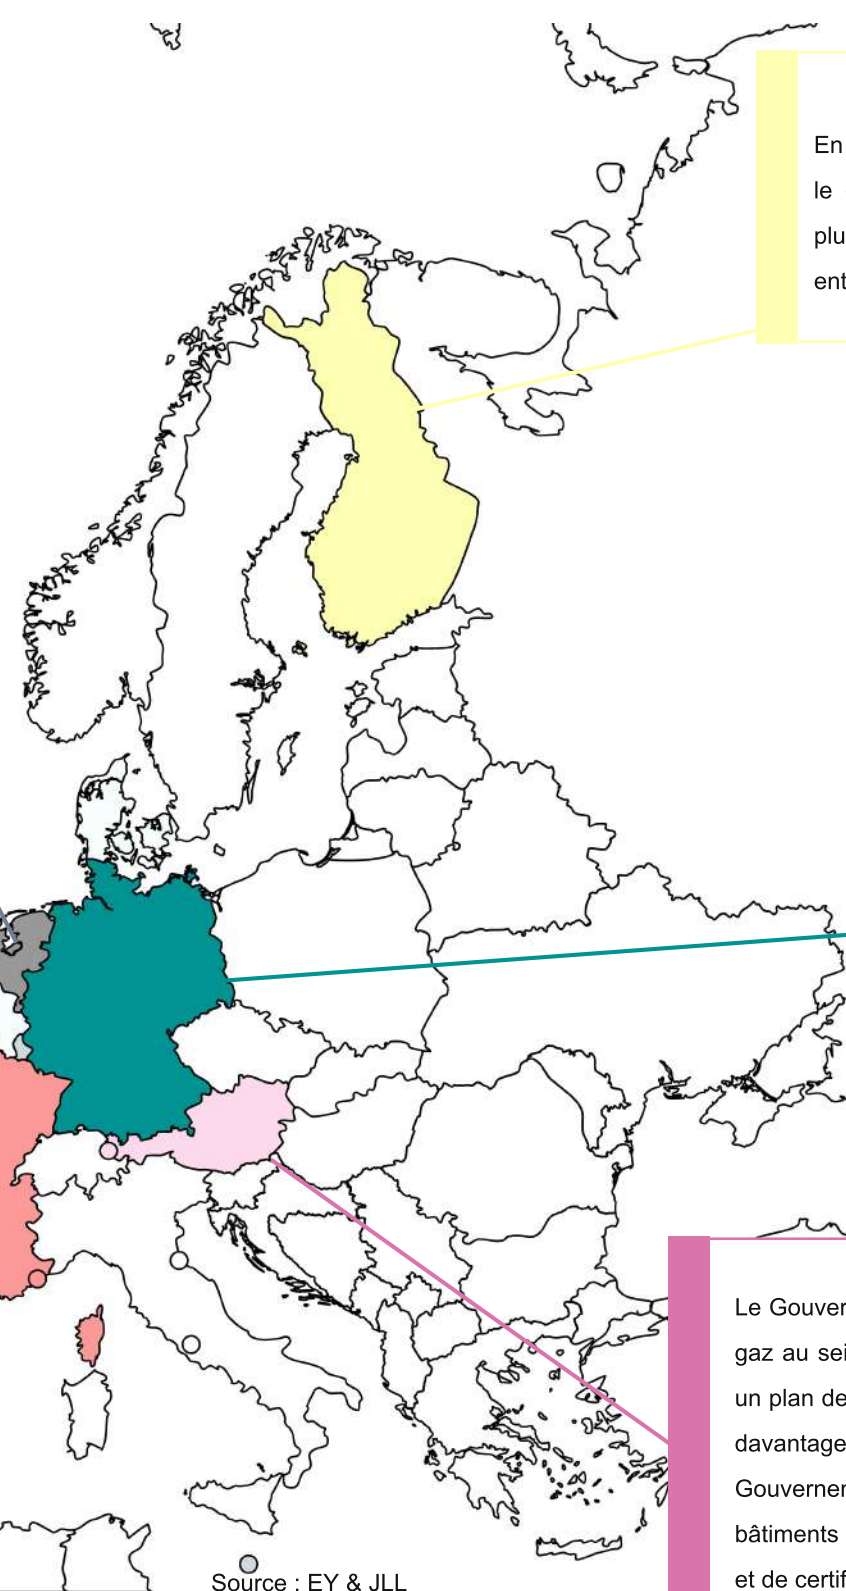 En
le
plu
ent
Le Gouver
gaz au sei
un plan de
davantage
Gouverner
bâtiments
et de certif
Source : EY & JLL